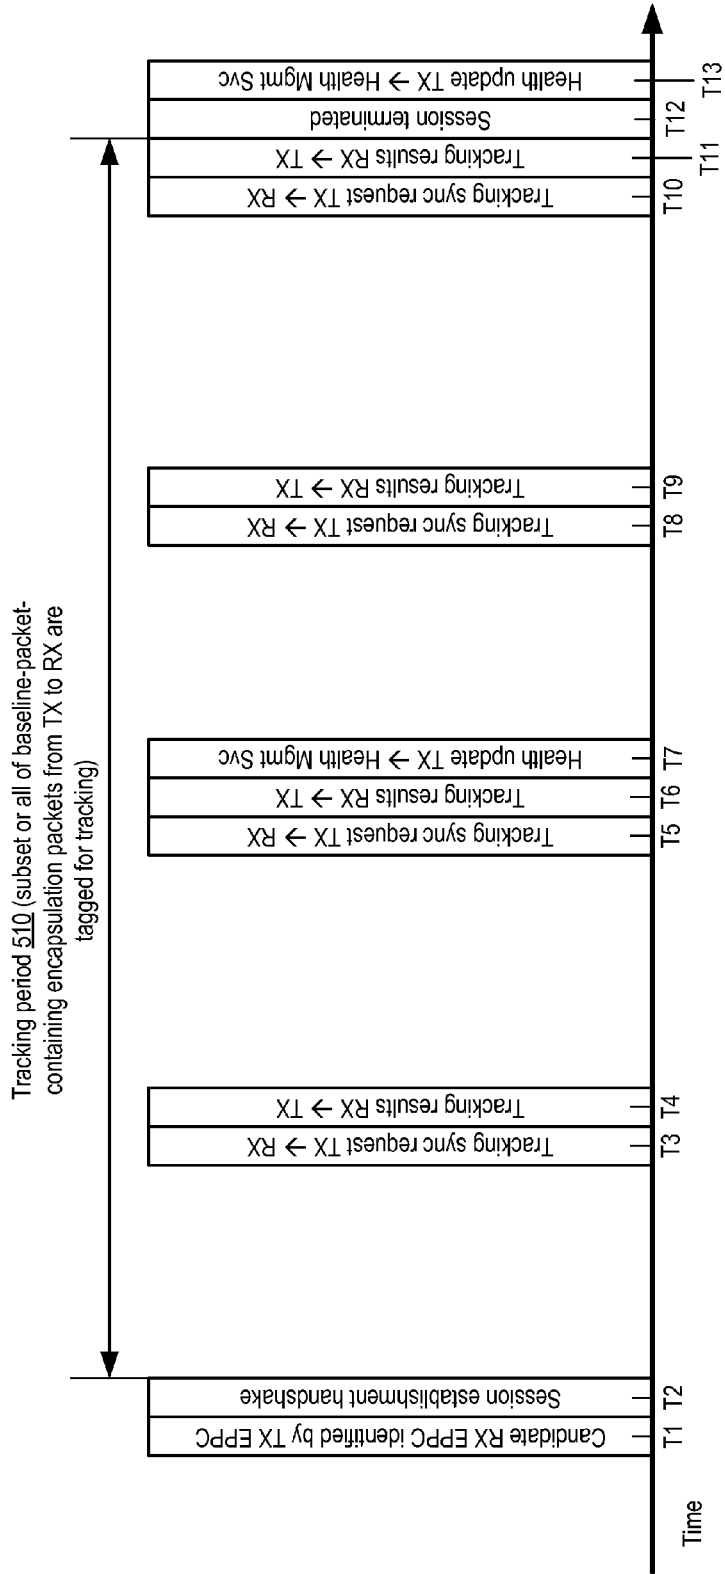 Tracking period 510 (subset or all of baseline-packet-
containing encapsulation packets from TX to RX are
tagged for tracking)
Candidate RX EPPC identified by TX EPPC
Session establishment handshake
Tracking sync request TX → RX
Tracking results RX → TX
Tracking sync request TX → RX
Tracking results RX → TX
Health update TX → Health Mgmt Svc
Tracking sync request TX → RX
Tracking results RX → TX
Tracking sync request TX → RX
Tracking results RX → TX
Session terminated
Health update TX → Health Mgmt Svc
Time
T1
T2
T3
T4
T5
T6
T7
T8
T9
T10
T11
T12
T13